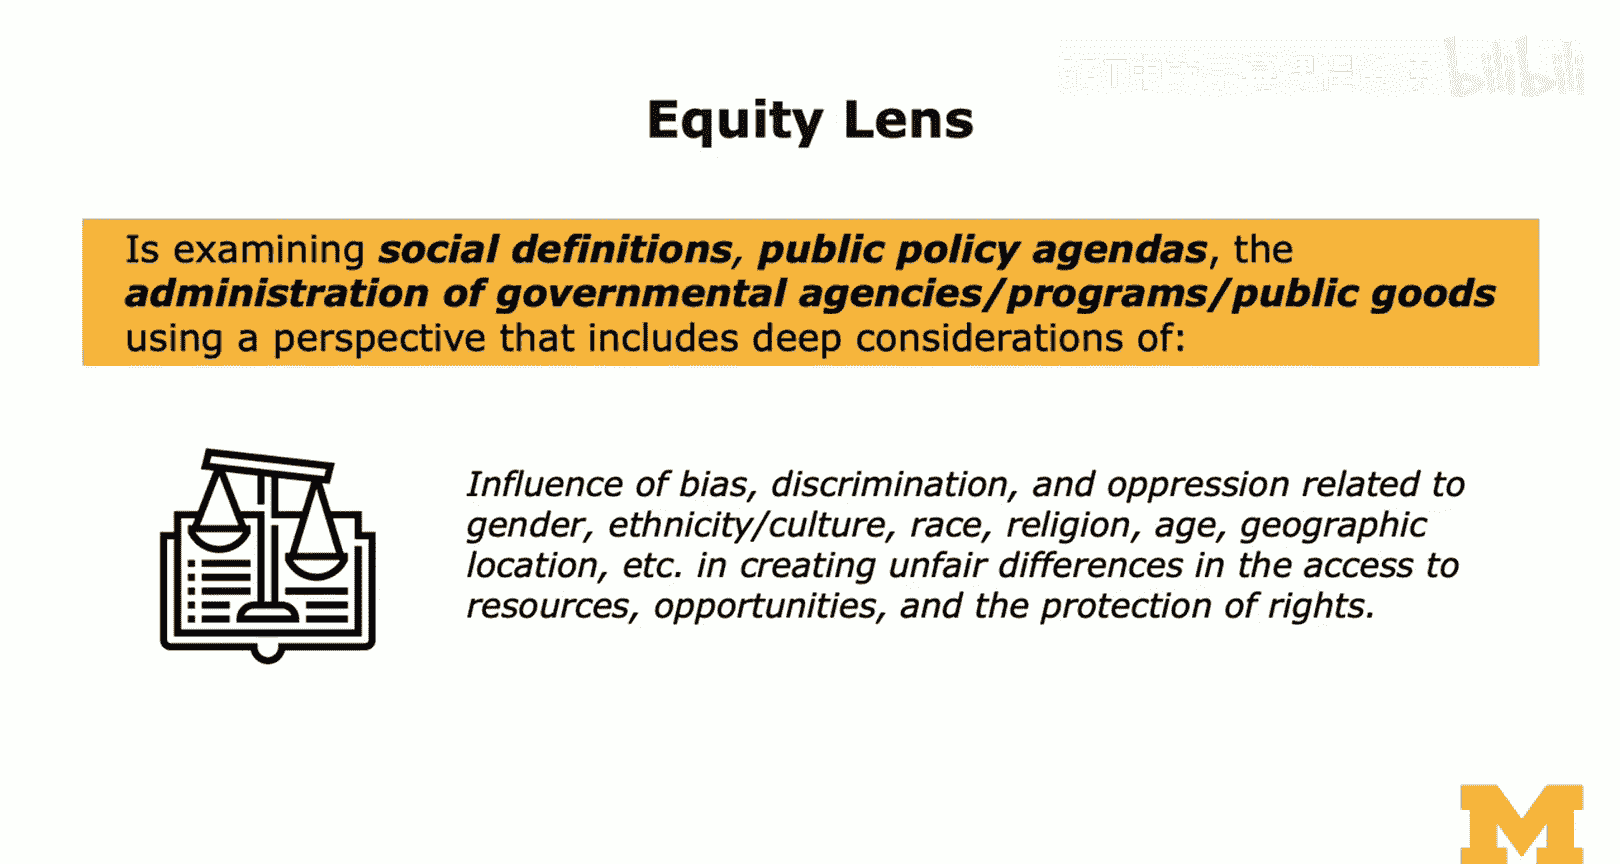 bilibili
Equity Lens
Is examining social definitions, public policy agendas, the
administration of governmental agencies/programs/public goods
using a perspective that includes deep considerations of:
Influence of bias, discrimination, and oppression related to
gender, ethnicity/culture, race, religion, age, geographic
location, etc. in creating unfair differences in the access to
resources, opportunities, and the protection of rights.
M